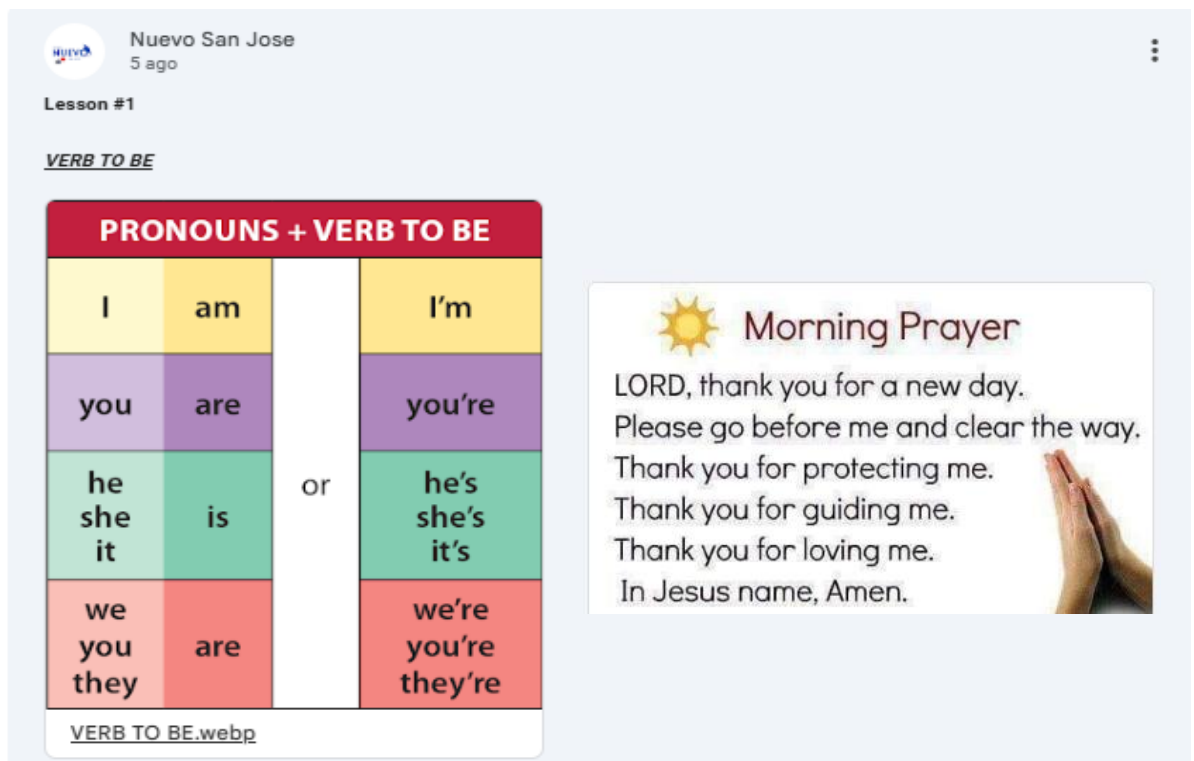 NUEVO
Nuevo San Jose
5 ago
Lesson #1
VERB TO BE
PRONOUNS + VERB TO BE
I am I'm
you are you're
he
she
it
is
or
he's
she's
it's
we
you
they
are
we're
you're
they're
VERB TO BE.webp
Morning Prayer
LORD, thank you for a new day.
Please go before me and clear the way.
Thank you for protecting me.
Thank you for guiding me.
Thank you for loving me.
In Jesus name, Amen.